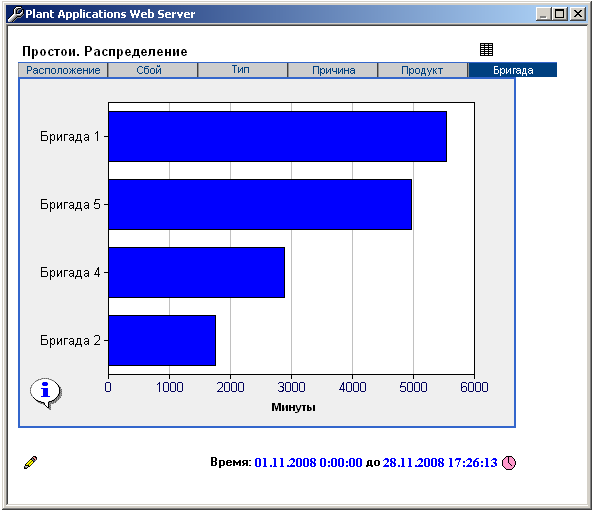 Plant Applications Web Server
Простои. Распределение
Расположение Сбой Тип Причина Продукт Бригада
Бригада 1
Бригада 5
Бригада 4
Бригада 2
0 1000 2000 3000 4000 5000 6000
Минуты
Время: 01.11.2008 0:00:00 до 28.11.2008 17:26:13